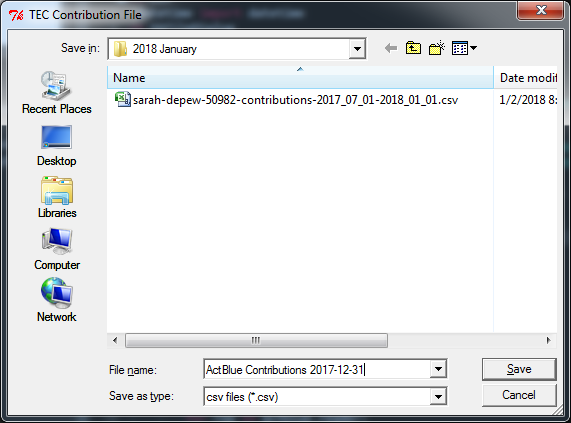 TEC Contribution File
Save in: 2018 January
Name Date modif
sarah-depew-50982-contributions-2017_07_01-2018_01_01.csv 1/2/2018 8:
Recent Places
Desktop
Libraries
Computer
Network
File name: ActBlue Contributions 2017-12-31 Save
Save as type: csv files (*.csv) Cancel